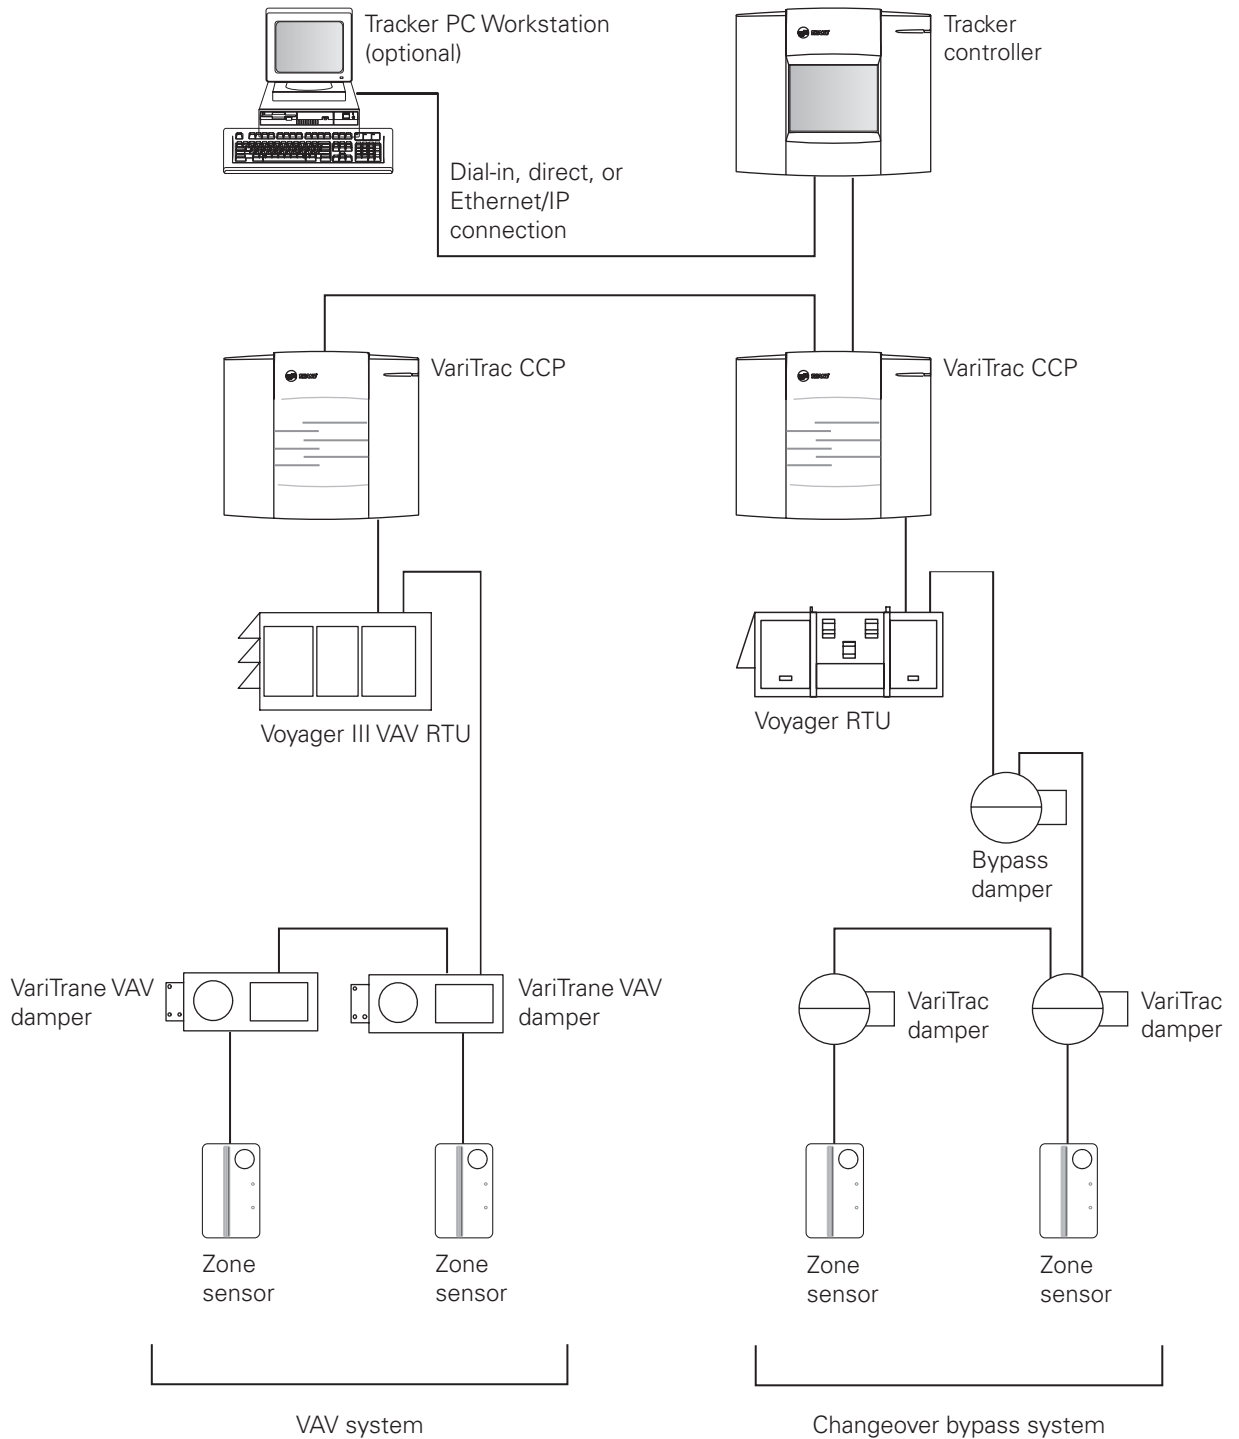 Tracker PC Workstation
(optional)
Tracker
controller
Dial-in, direct, or
Ethernet/IP
connection
VariTrac CCP
VariTrac CCP
Voyager III VAV RTU
Voyager RTU
Bypass
damper
VariTrane VAV
damper
VariTrane VAV
damper
VariTrac
damper
VariTrac
damper
Zone
sensor
Zone
sensor
Zone
sensor
Zone
sensor
VAV system
Changeover bypass system